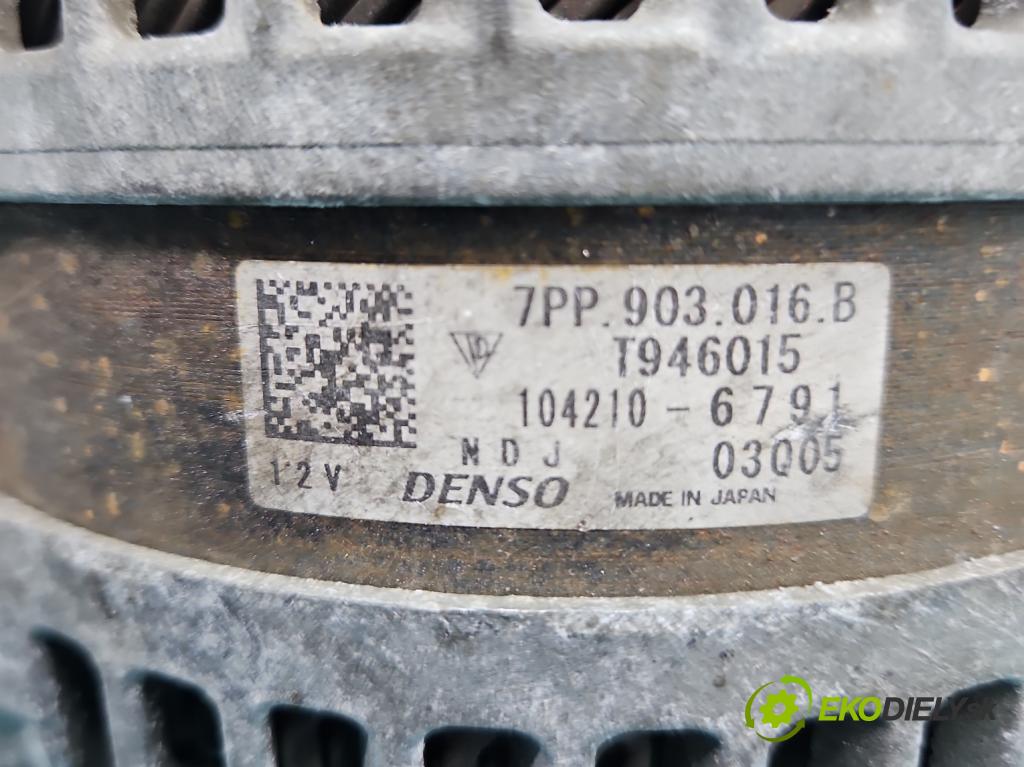 7PP.903.016.B
T946015
104210-6791
NDJ 03Q05
12V DENSO MADE IN JAPAN
EKODIELY.SK